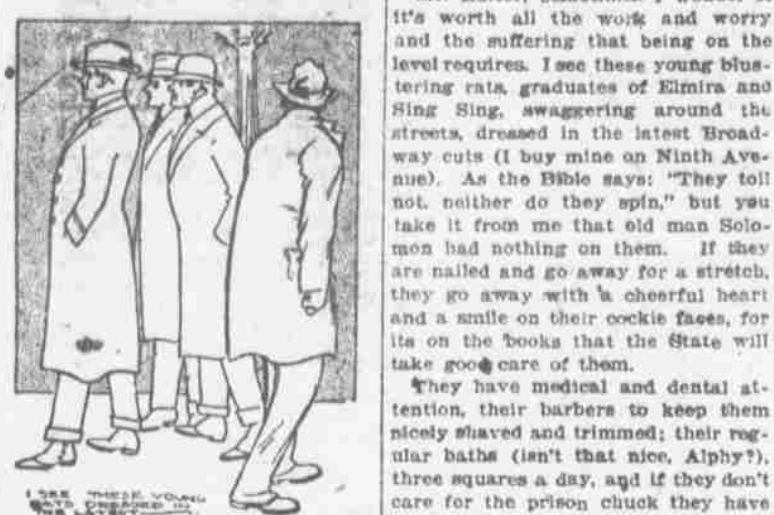 I SEE THESE YOUNG
RATS DRESSED IN
THE LATEST
it's worth all the work and worry
and the suffering that being on the
level requires. I see these young blus-
tering rats, graduates of Elmira and
Sing Sing, swaggering around the
streets, dressed in the latest Broad-
way cuts (I buy mine on Ninth Ave-
nue). As the Bible says: "They toil
not, neither do they spin," but you
take it from me that old man Solo-
mon had nothing on them. If they
are nailed and go away for a stretch,
they go away with a cheerful heart
and a smile on their cockie faces, for
its on the books that the State will
take good care of them.
They have medical and dental at-
tention, their barbers to keep them
nicely shaved and trimmed; their reg-
ular baths (isn't that nice, Alphy?),
three squares a day, and if they don't
care for the prison chuck they have